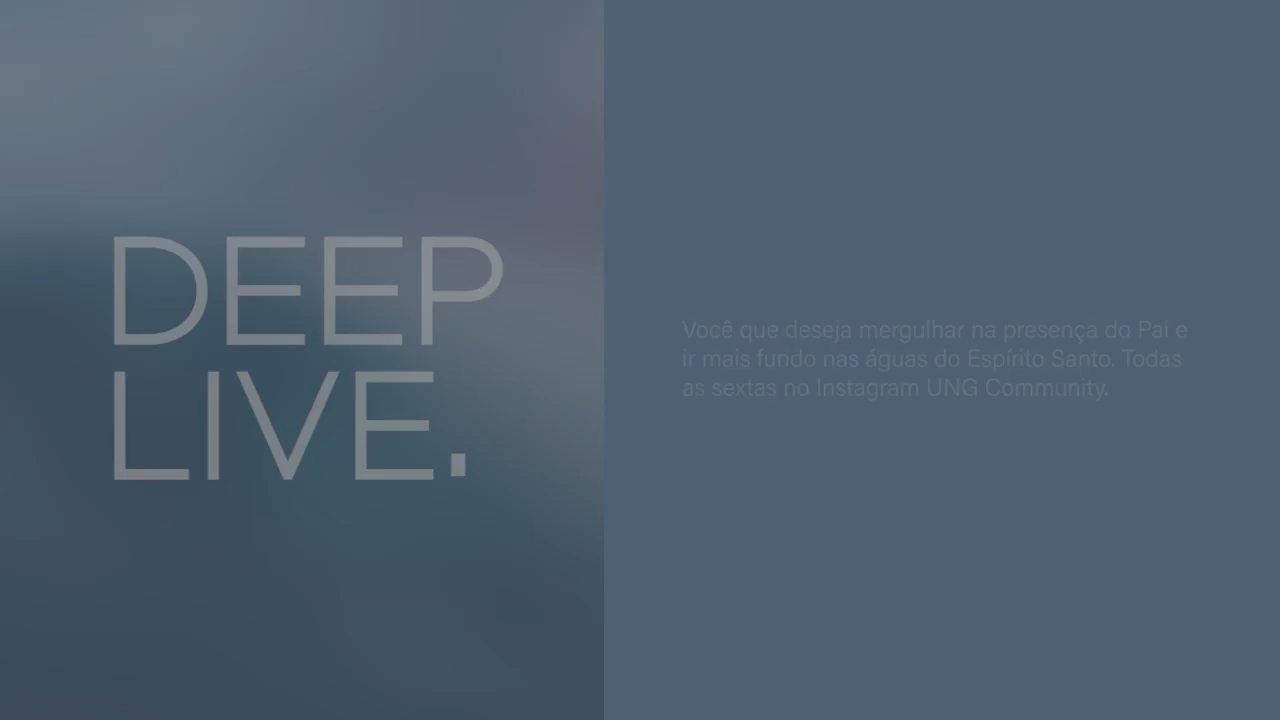 DEEP
LIVE.
Você que deseja mergulhar na presença do Pai e
ir mais fundo nas águas do Espírito Santo. Todas
as sextas no Instagram UNG Community.